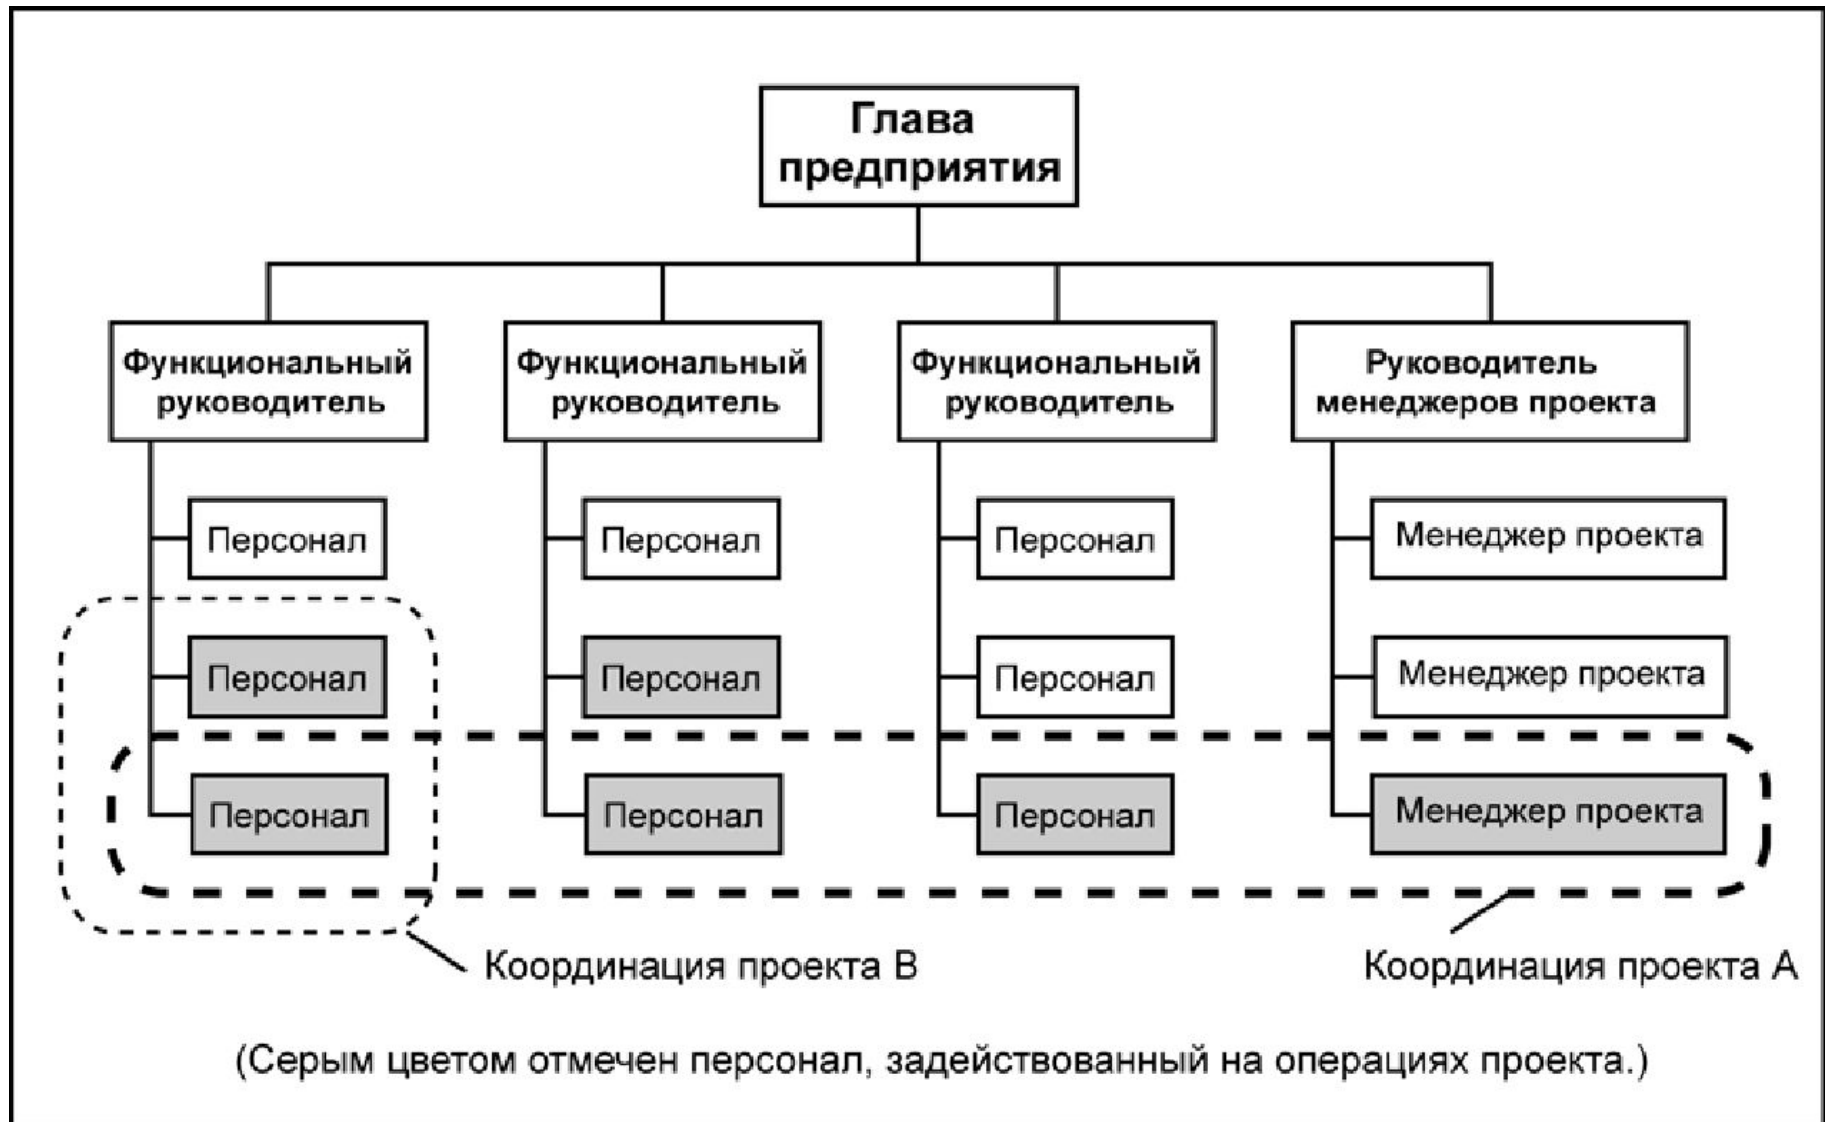 Глава
предприятия
Функциональный
руководитель
Функциональный
руководитель
Функциональный
руководитель
Руководитель
менеджеров проекта
Персонал
Персонал
Персонал
Менеджер проекта
Персонал
Персонал
Персонал
Менеджер проекта
Персонал
Персонал
Персонал
Менеджер проекта
Координация проекта В
Координация проекта А
(Серым цветом отмечен персонал, задействованный на операциях проекта.)